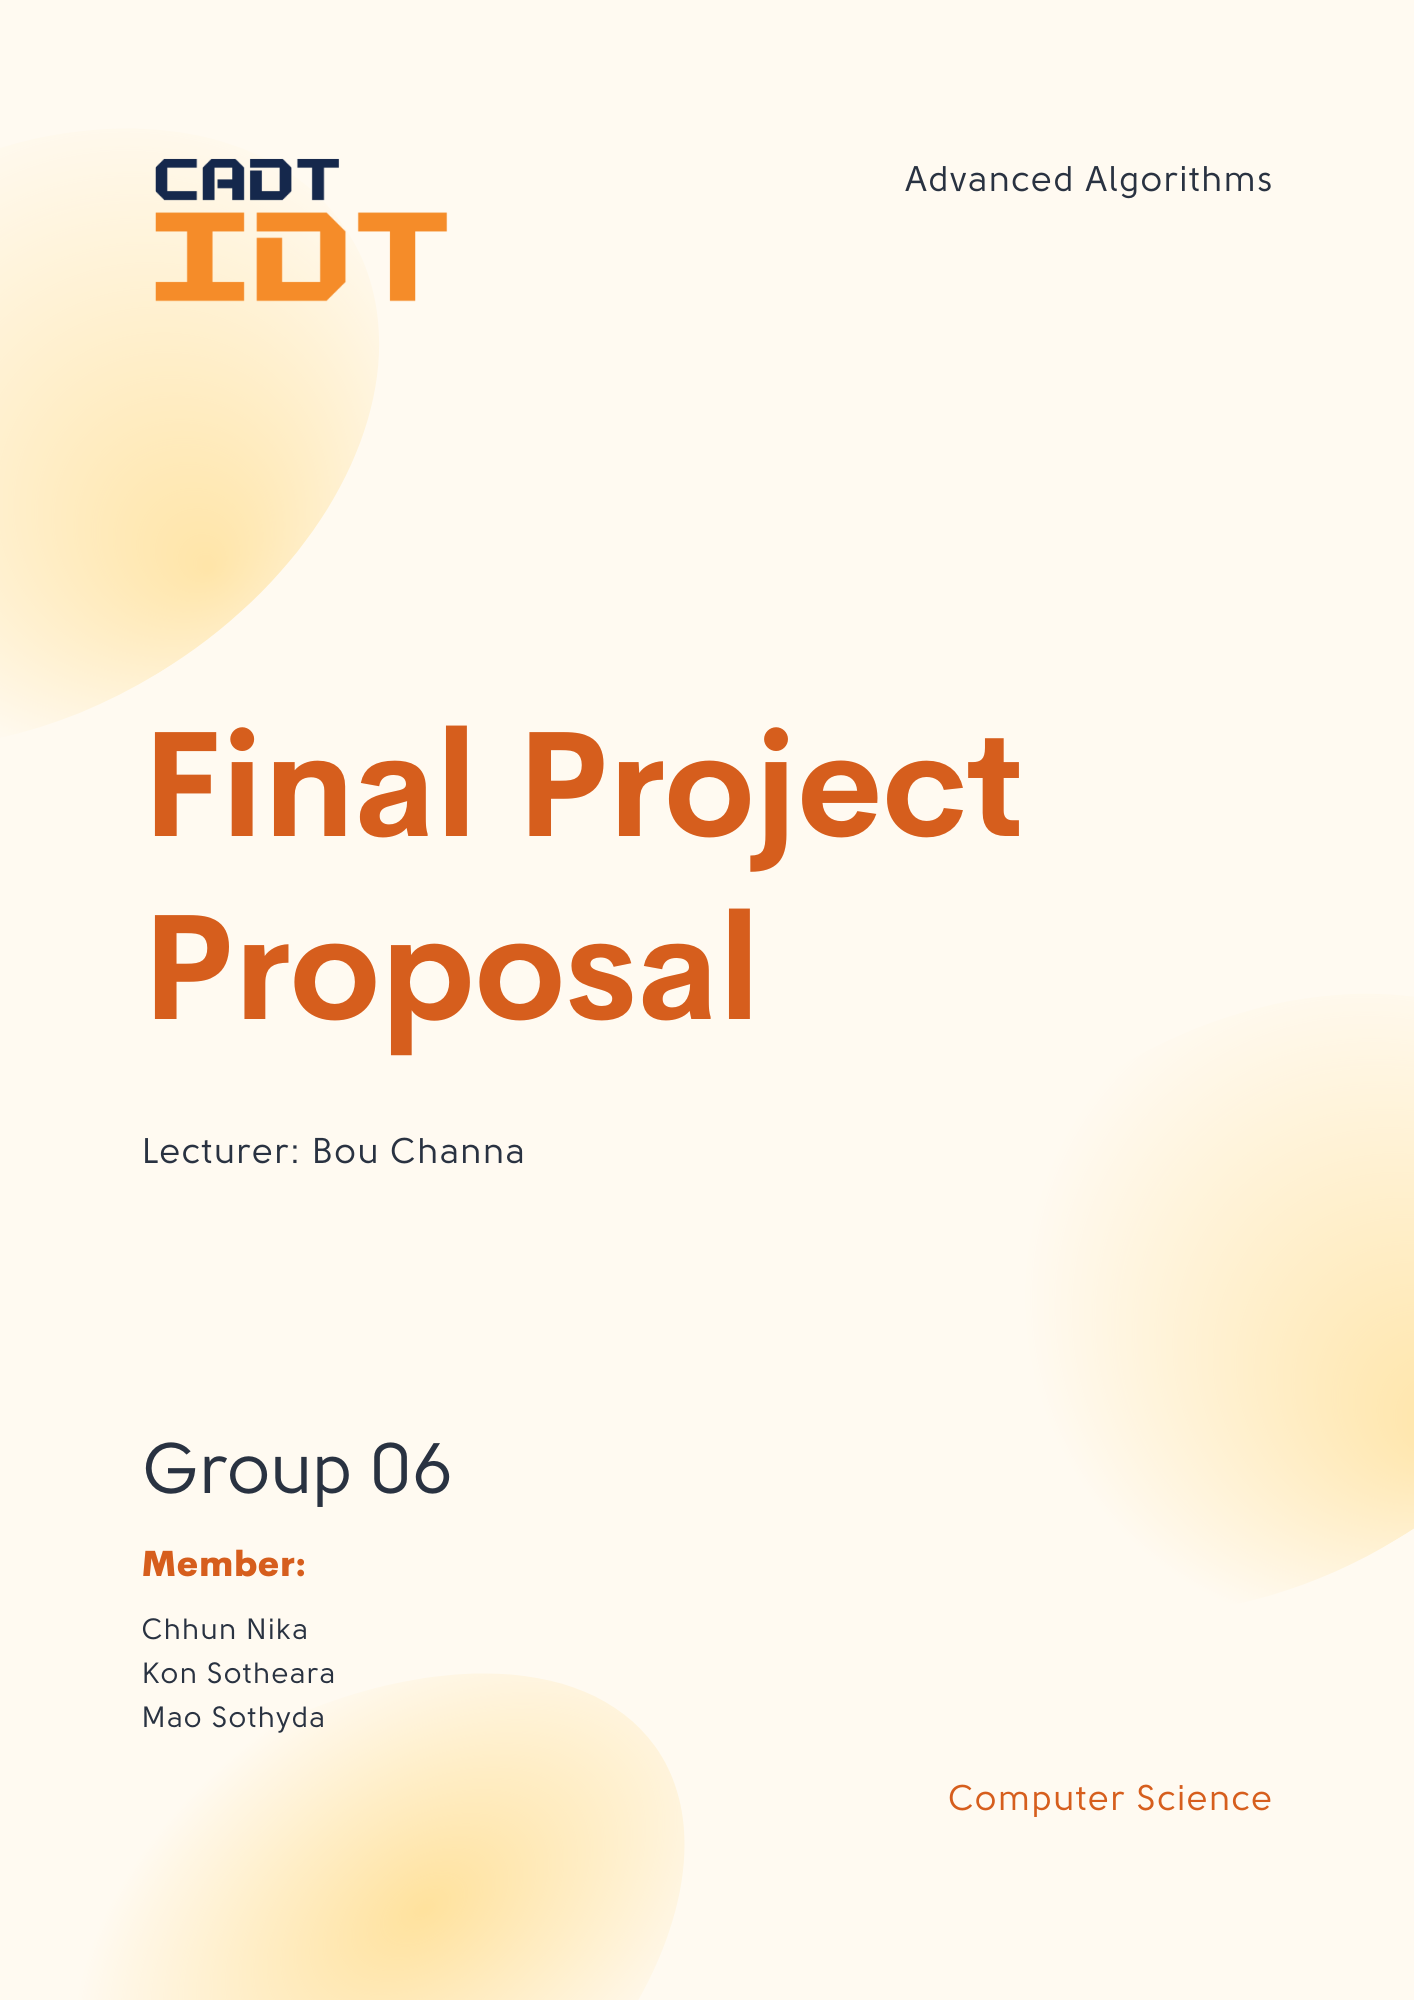 CADT
IDT
Advanced Algorithms
Final Project
Proposal
Lecturer: Bou Channa
Group 06
Member:
Chhun Nika
Kon Sotheara
Mao Sothyda
Computer Science